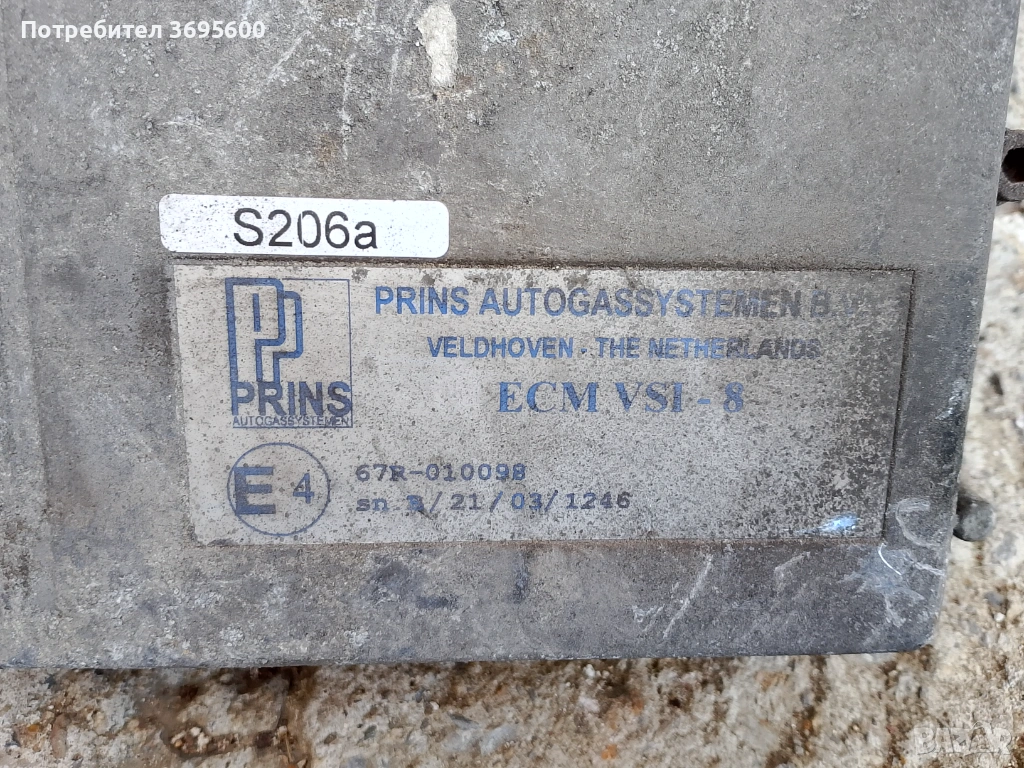 Потребител 3695600
S206a
PRINS AUTOGASSYSTEMEN B.V.
VELDHOVEN - THE NETHERLANDS
ECM VSI - 8
PRINS
AUTOGASSYSTEMEN
E 4
67R-010098
sn B/21/03/1246
BAZAR